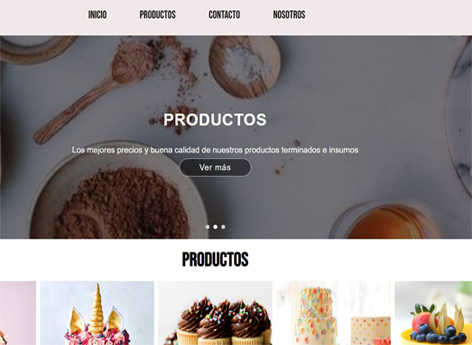 INICIO PRODUCTOS CONTACTO NOSOTROS
PRODUCTOS
Los mejores precios y buena calidad de nuestros productos terminados e insumos
Ver más
PRODUCTOS